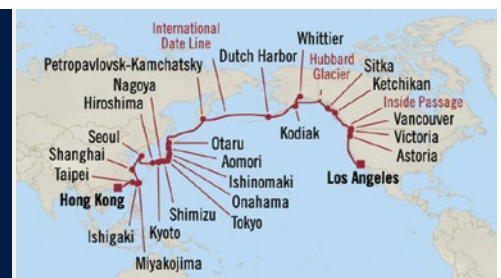 International
Date Line
Whittier
Dutch Harbor
Hubbard
Glacier
Petropavlovsk-Kamchatsky
Sitka
Nagoya
Ketchikan
Hiroshima
Inside Passage
Kodiak
Vancouver
Seoul
Otaru
Victoria
Shanghai
Aomori
Astoria
Taipei
Ishinomaki
Los Angeles
Hong Kong
Onahama
Shimizu
Tokyo
Ishigaki
Kyoto
Miyakojima